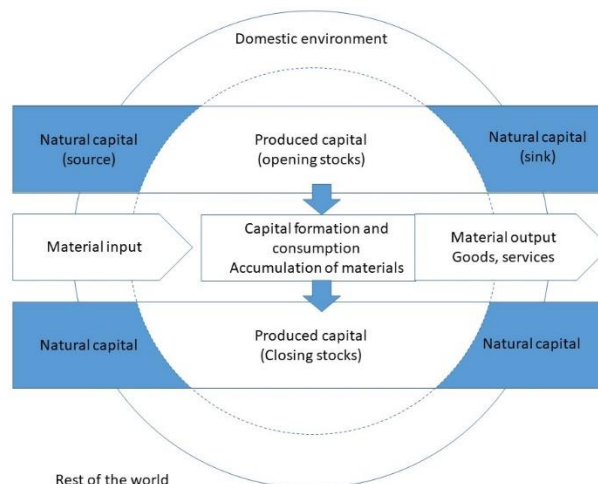 Domestic environment
Natural capital
(source)
Produced capital
(opening stocks)
Natural capital
(sink)
Material input
Capital formation and
consumption
Accumulation of materials
Material output
Goods, services
Natural capital
Produced capital
(Closing stocks)
Natural capital
Rest of the world